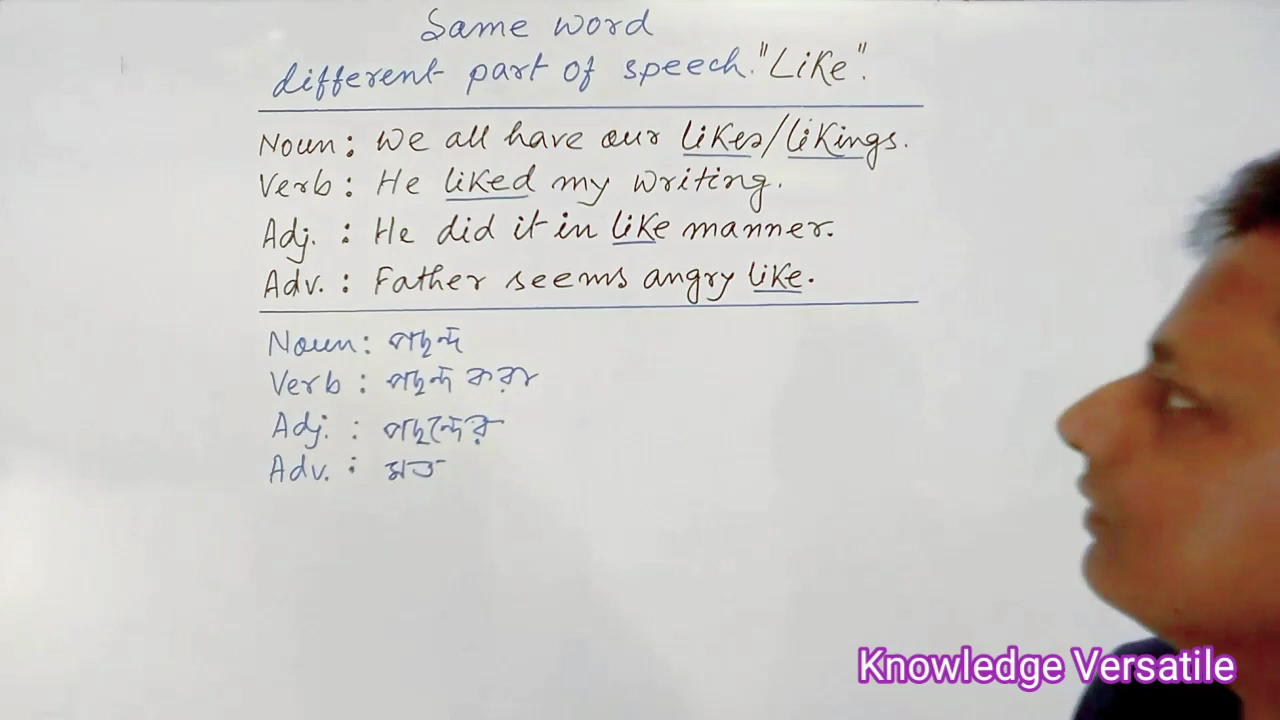 Same word
different part of speech. "Like".
Noun : We all have our likes/likings.
Verb : He liked my writing.
Adj. : He did it in like manner.
Adv. : Father seems angry like.
Noun : পছন্দ
Verb : পছন্দ করা
Adj. : পছন্দের
Adv. : মত
Knowledge Versatile